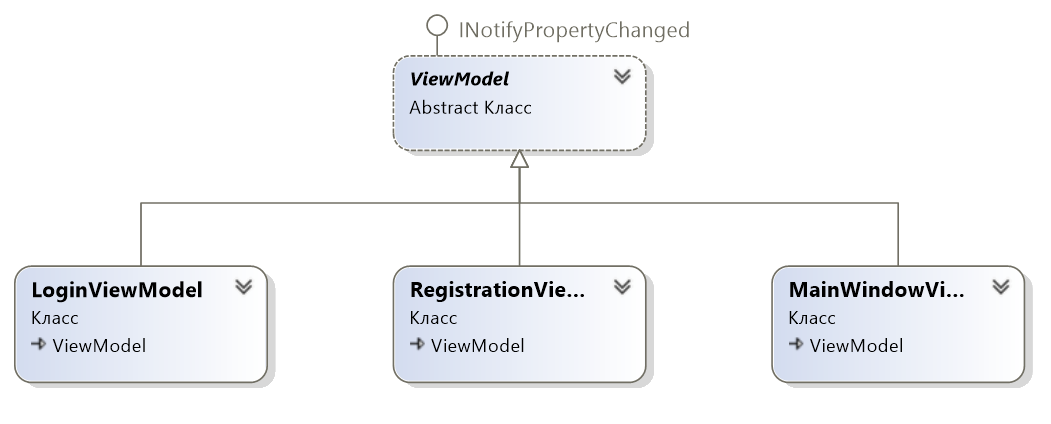 INotifyPropertyChanged
ViewModel
Abstract Класс
LoginViewModel
Класс
ViewModel
RegistrationVie...
Класс
ViewModel
MainWindowVi...
Класс
ViewModel